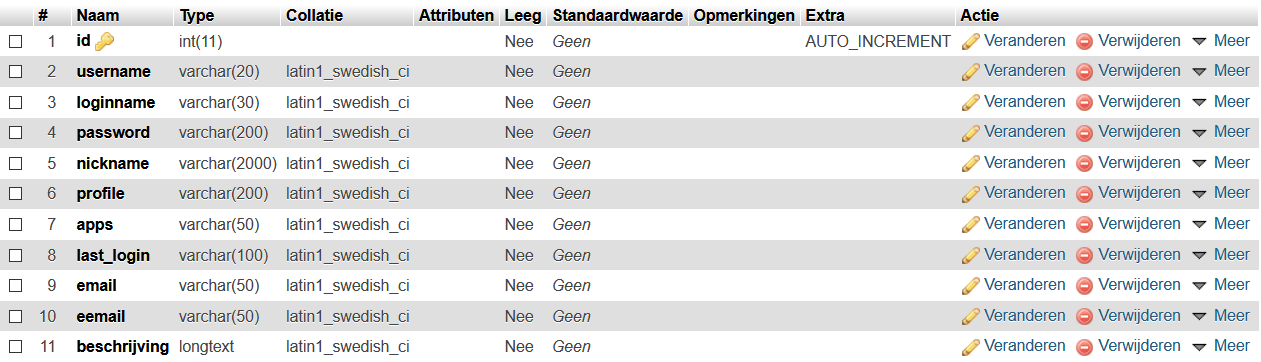 # Naam Type Collatie Attributen Leeg Standaardwaarde Opmerkingen Extra Actie
1 id int(11) Nee Geen AUTO_INCREMENT Veranderen Verwijderen Meer
2 username varchar(20) latin1_swedish_ci Nee Geen Veranderen Verwijderen Meer
3 loginname varchar(30) latin1_swedish_ci Nee Geen Veranderen Verwijderen Meer
4 password varchar(200) latin1_swedish_ci Nee Geen Veranderen Verwijderen Meer
5 nickname varchar(2000) latin1_swedish_ci Nee Geen Veranderen Verwijderen Meer
6 profile varchar(200) latin1_swedish_ci Nee Geen Veranderen Verwijderen Meer
7 apps varchar(50) latin1_swedish_ci Nee Geen Veranderen Verwijderen Meer
8 last_login varchar(100) latin1_swedish_ci Nee Geen Veranderen Verwijderen Meer
9 email varchar(50) latin1_swedish_ci Nee Geen Veranderen Verwijderen Meer
10 eemail varchar(50) latin1_swedish_ci Nee Geen Veranderen Verwijderen Meer
11 beschrijving longtext latin1_swedish_ci Nee Geen Veranderen Verwijderen Meer